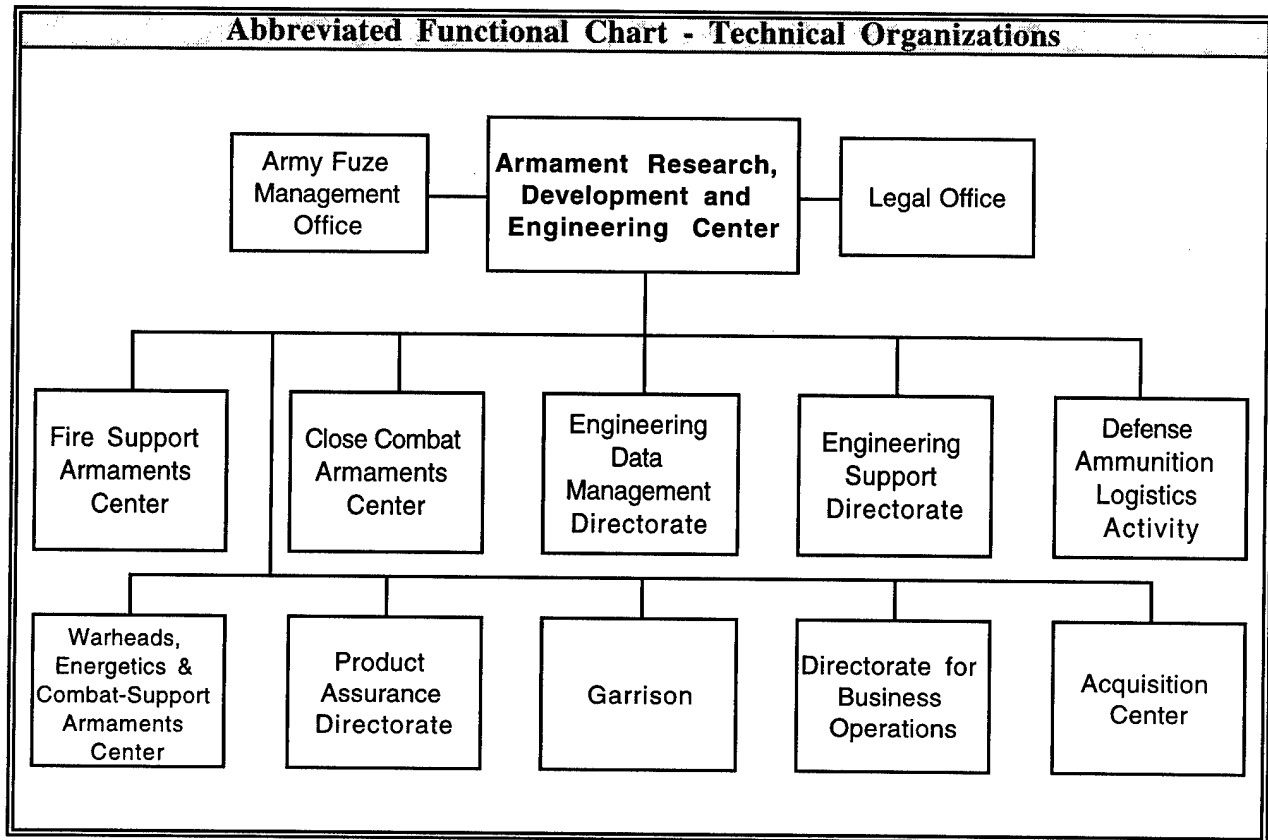 Abbreviated Functional Chart - Technical Organizations
Army Fuze
Management
Office
Armament Research,
Development and
Engineering Center
Legal Office
Fire Support
Armaments
Center
Close Combat
Armaments
Center
Engineering
Data
Management
Directorate
Engineering
Support
Directorate
Defense
Ammunition
Logistics
Activity
Warheads,
Energetics &
Combat-Support
Armaments
Center
Product
Assurance
Directorate
Garrison
Directorate for
Business
Operations
Acquisition
Center